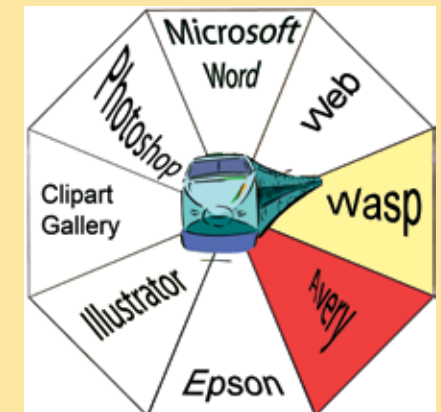 Microsoft
Word
Web
Wasp
Avery
Epson
Illustrator
Clipart
Gallery
Photoshop